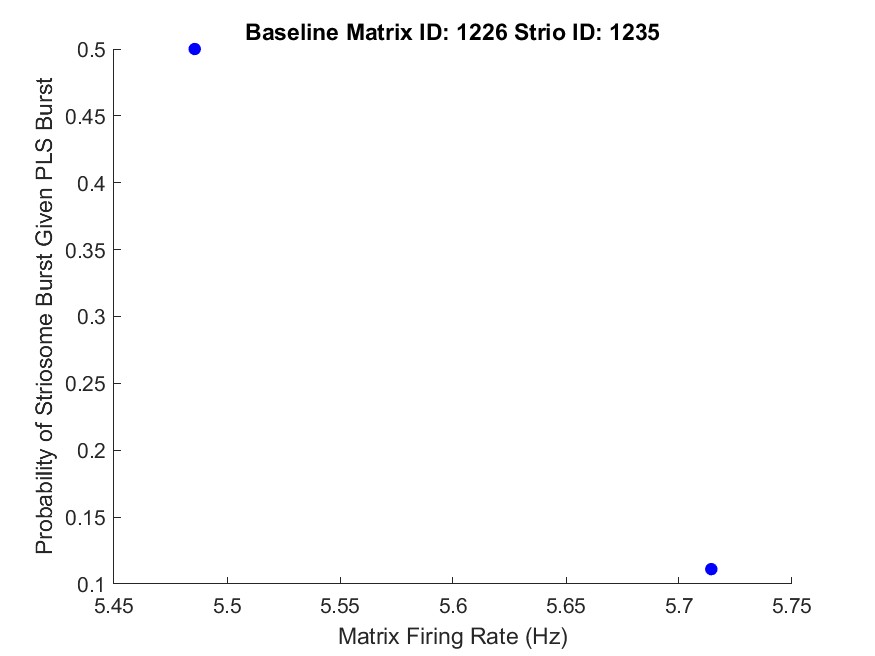 Baseline Matrix ID: 1226 Strio ID: 1235
Probability of Striosome Burst Given PLS Burst
0.5
0.45
0.4
0.35
0.3
0.25
0.2
0.15
0.1
5.45 5.5 5.55 5.6 5.65 5.7 5.75
Matrix Firing Rate (Hz)